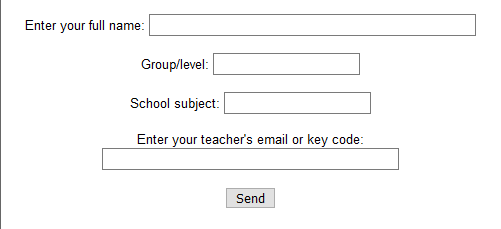 Enter your full name:
Group/level:
School subject:
Enter your teacher's email or key code:
Send